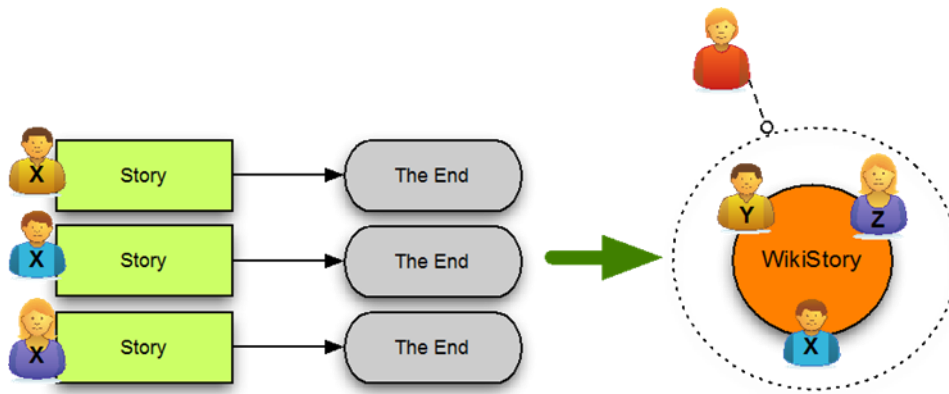 X Story The End
X Story The End
X Story The End
Y Z
WikiStory
X